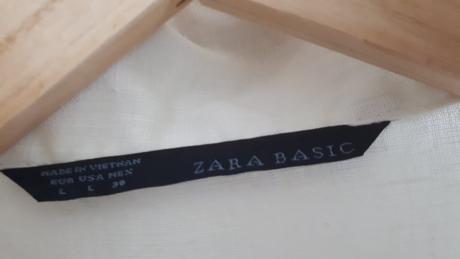 MADE IN VIETNAM
EUR USA MEX
L L 30
ZARA BASIC